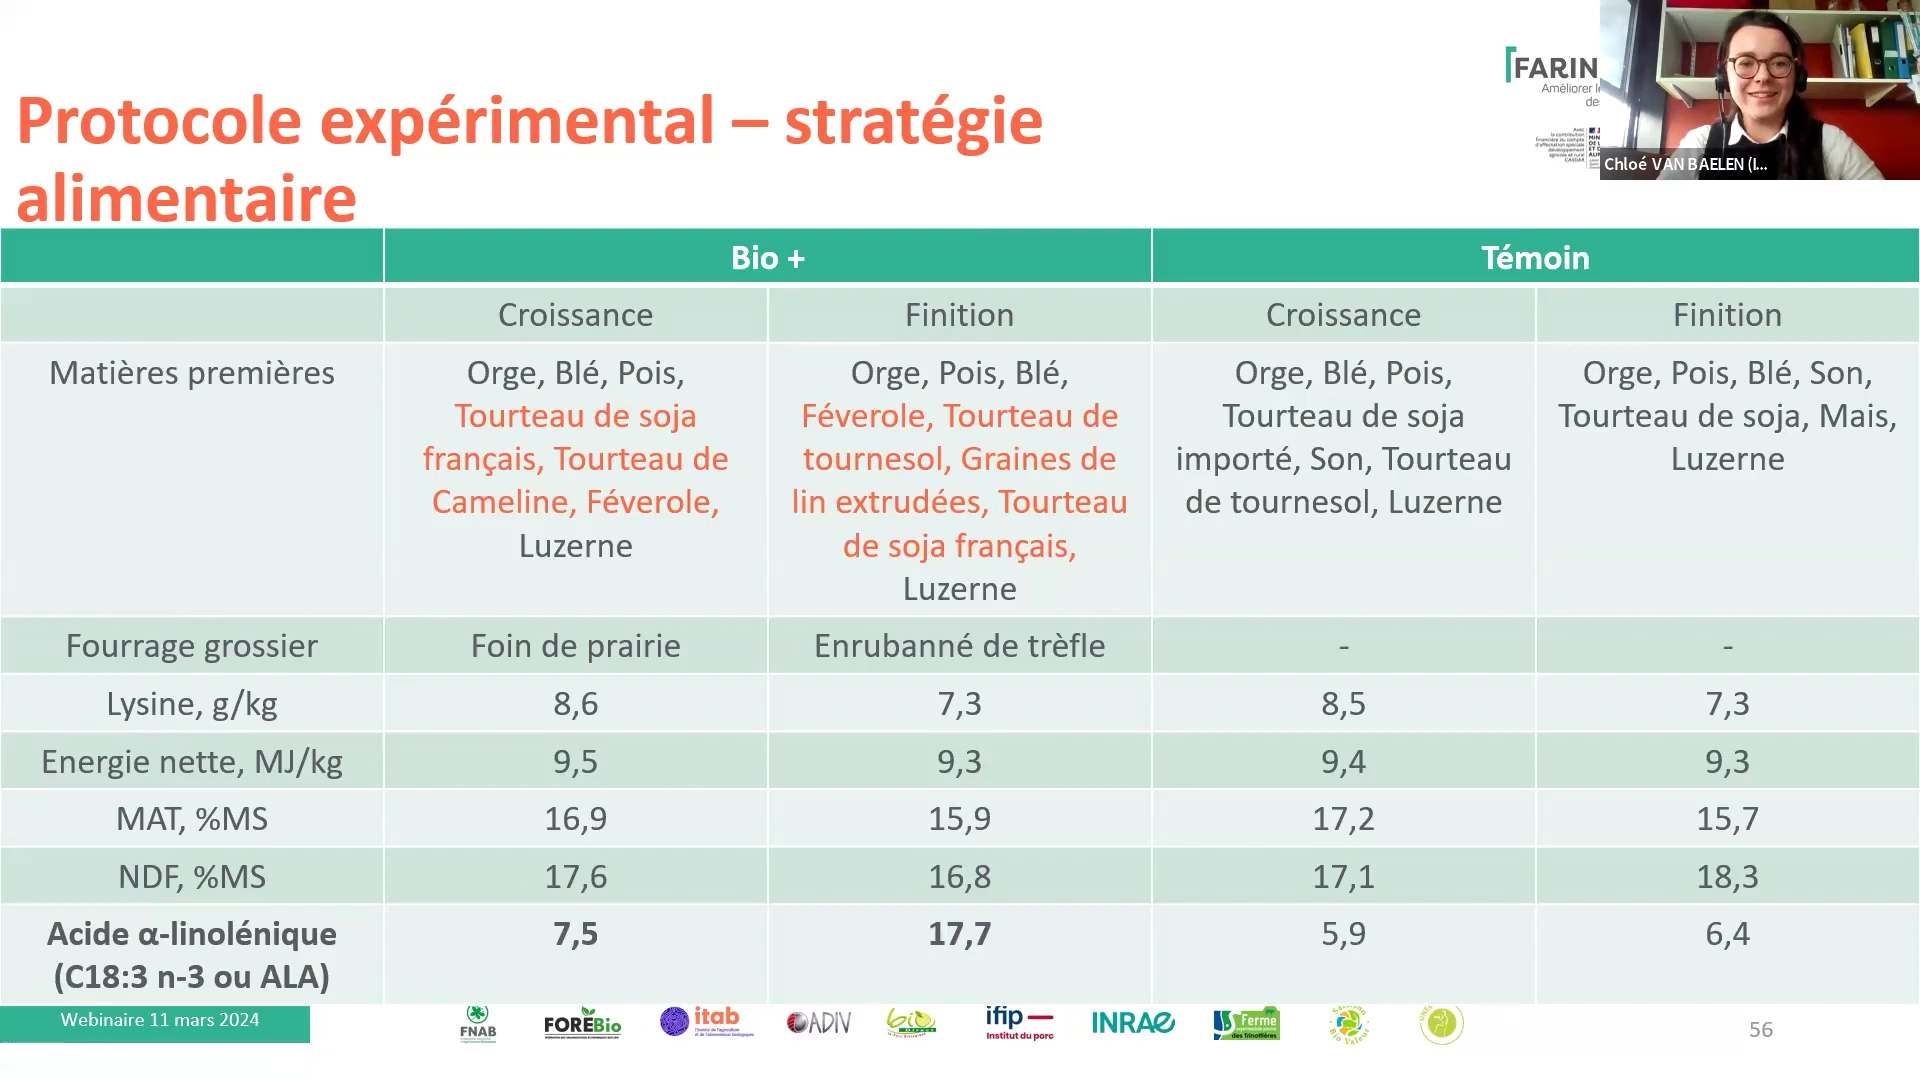 Protocole expérimental – stratégie
alimentaire
FARIN
Améliorer l
de
Chloé VAN BAELEN (I...
Bio +
Témoin
Croissance
Finition
Croissance
Finition
Matières premières
Orge, Blé, Pois,
Tourteau de soja
français, Tourteau de
Cameline, Féverole,
Luzerne
Orge, Pois, Blé,
Féverole, Tourteau de
tournesol, Graines de
lin extrudées, Tourteau
de soja français,
Luzerne
Orge, Blé, Pois,
Tourteau de soja
importé, Son, Tourteau
de tournesol, Luzerne
Orge, Pois, Blé, Son,
Tourteau de soja, Mais,
Luzerne
Fourrage grossier
Foin de prairie
Enrubanné de trèfle
-
-
Lysine, g/kg
8,6
7,3
8,5
7,3
Energie nette, MJ/kg
9,5
9,3
9,4
9,3
MAT, %MS
16,9
15,9
17,2
15,7
NDF, %MS
17,6
16,8
17,1
18,3
Acide α-linolénique
(C18:3 n-3 ou ALA)
7,5
17,7
5,9
6,4
Webinaire 11 mars 2024
FNAB
FOREBio
itab
ADIV
bio
ifip
Institut du porc
INRAE
Ferme
des Trinottières
Bio Valeur
56